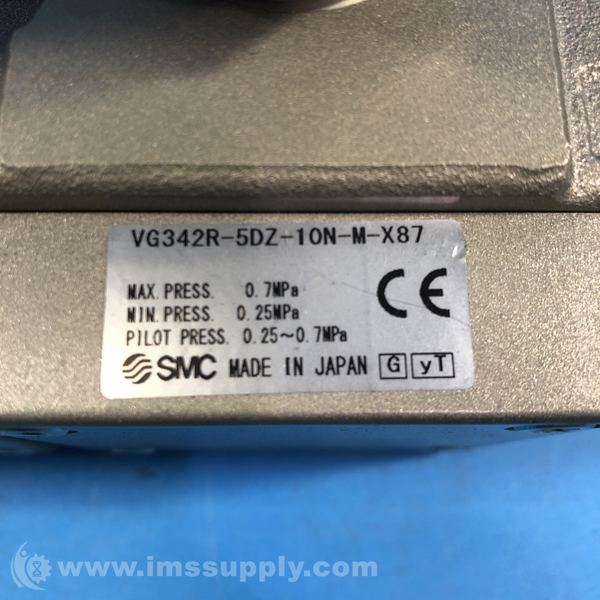 VG342R-5DZ-10N-M-X87
MAX.PRESS. 0.7MPa
MIN.PRESS. 0.25MPa
PILOT PRESS. 0.25~0.7MPa
CE
SMC MADE IN JAPAN G yT
www.imssupply.com